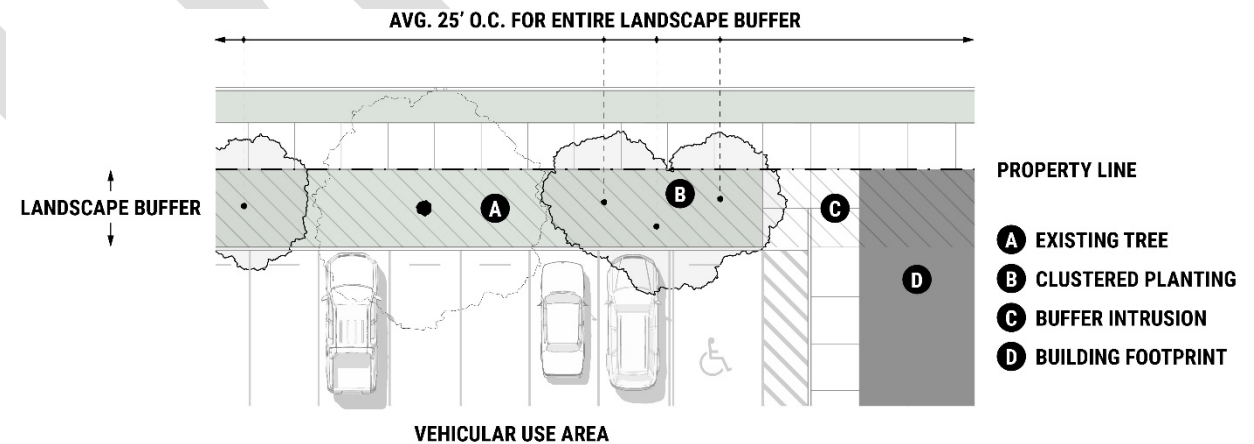 AVG. 25' O.C. FOR ENTIRE LANDSCAPE BUFFER
PROPERTY LINE
LANDSCAPE BUFFER
A
B
C
D
A EXISTING TREE
B CLUSTERED PLANTING
C BUFFER INTRUSION
D BUILDING FOOTPRINT
VEHICULAR USE AREA